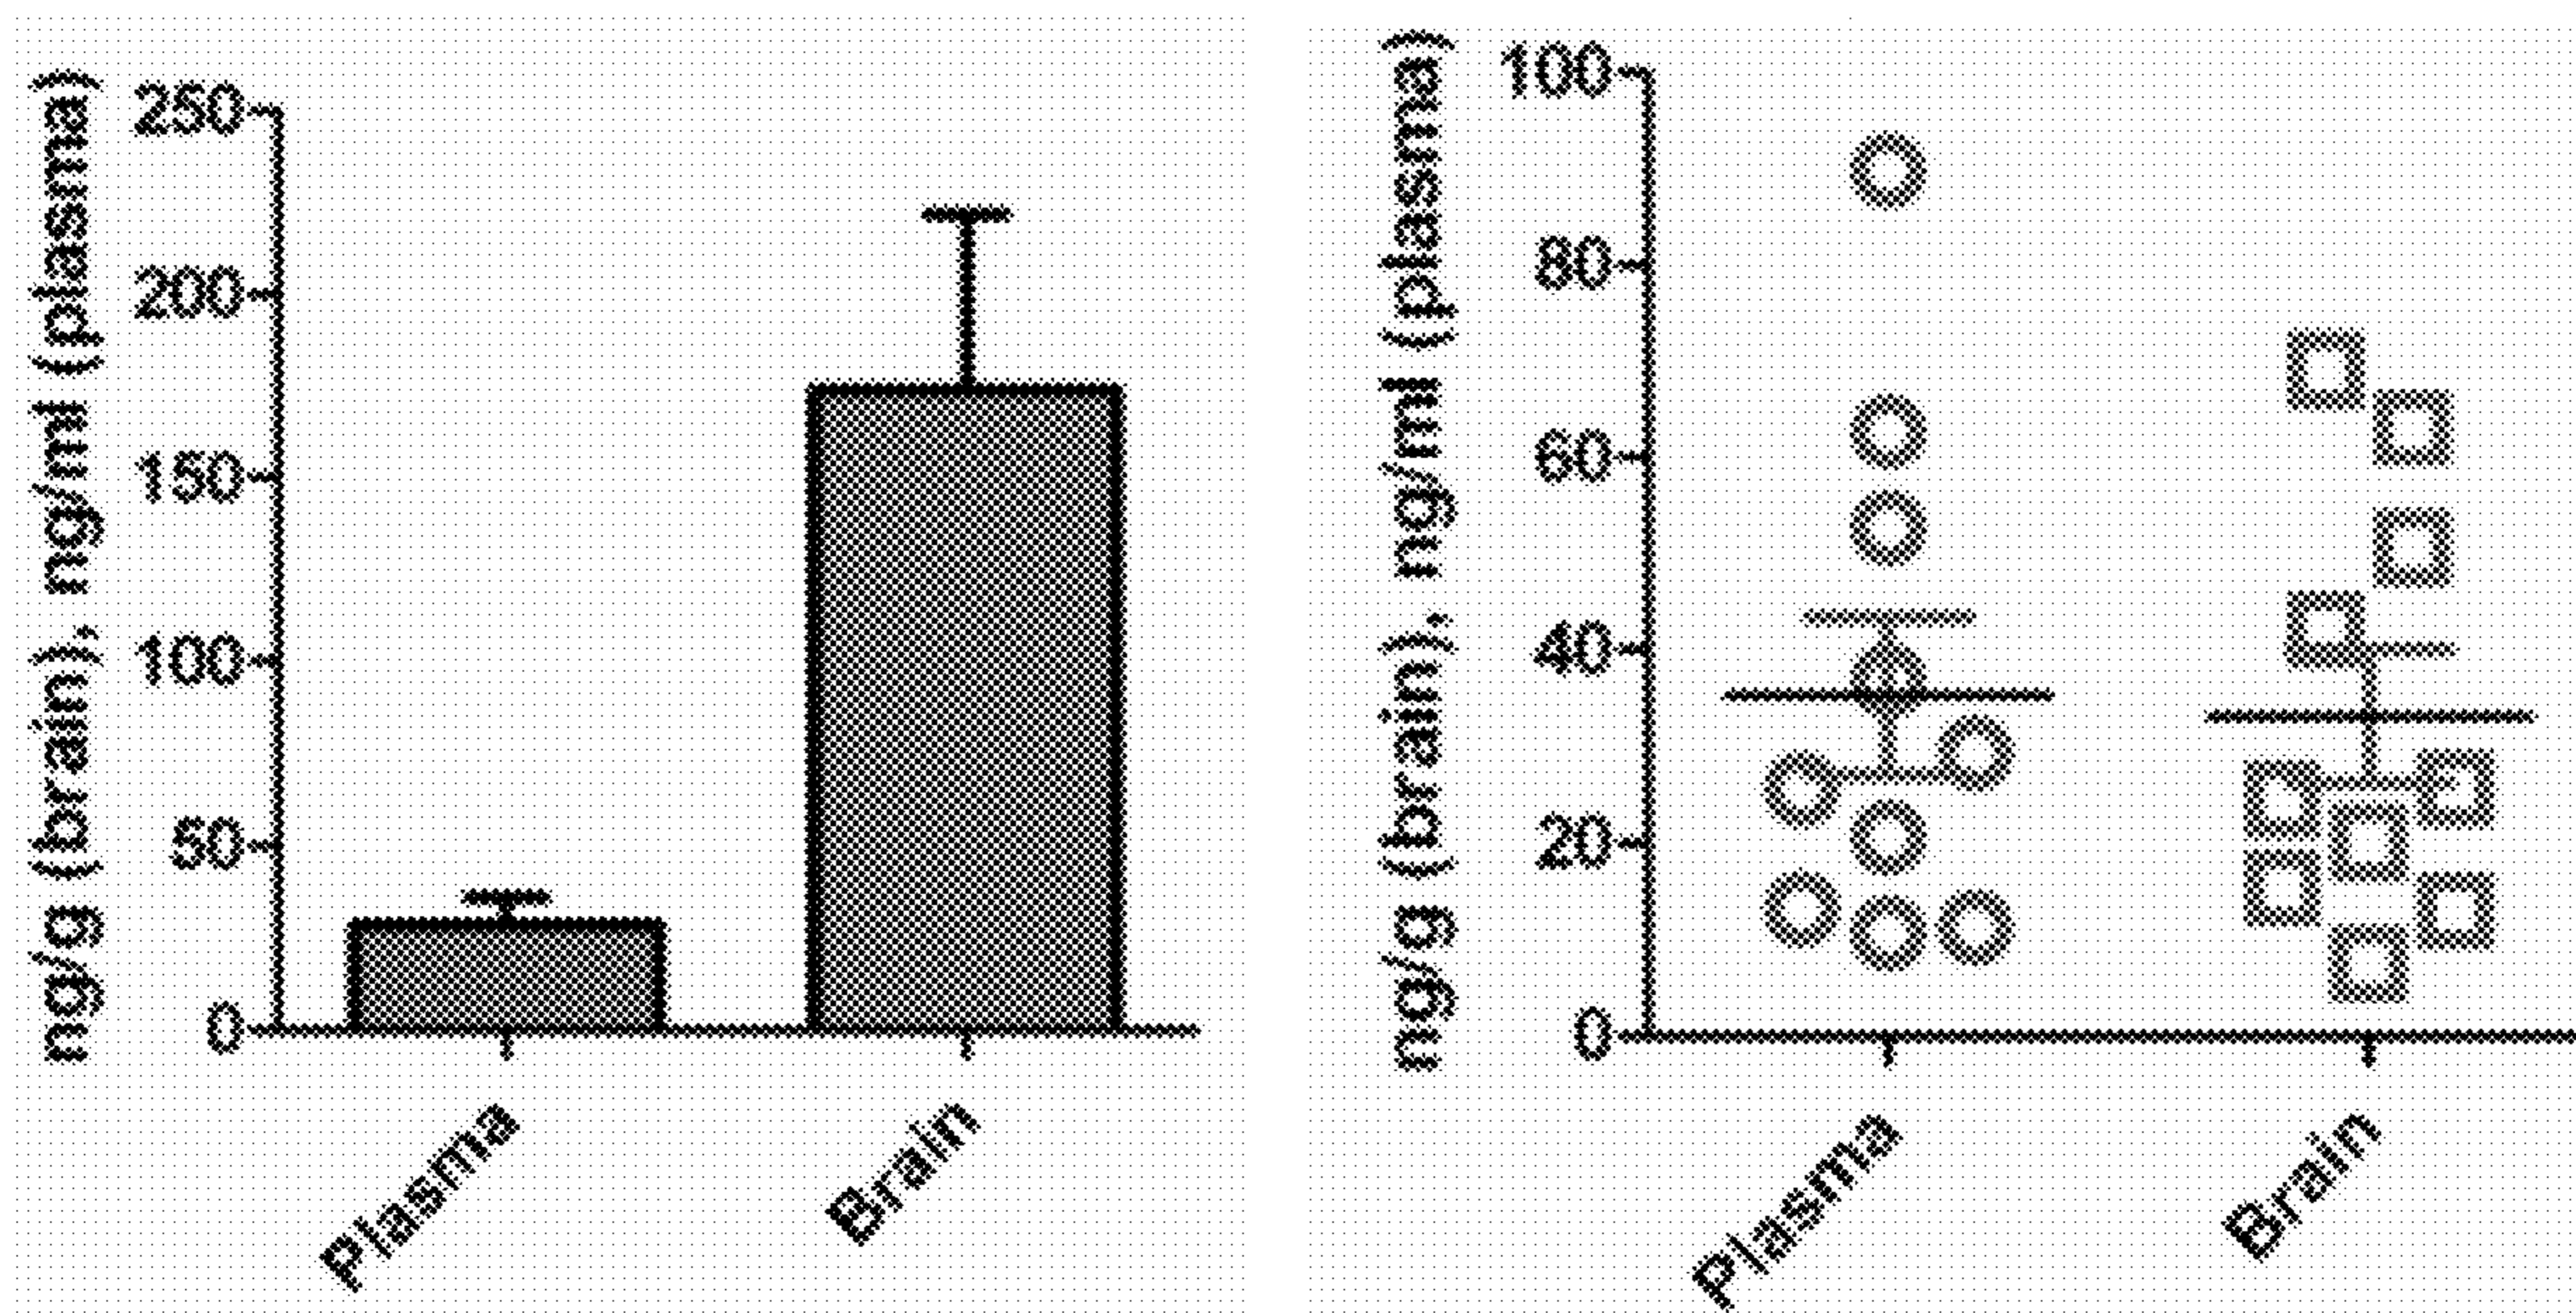 ng/g (brain), ng/ml (plasma)
250
200
150
100
50
0
Plasma
Brain
ng/g (brain), ng/ml (plasma)
100
80
60
40
20
0
Plasma
Brain